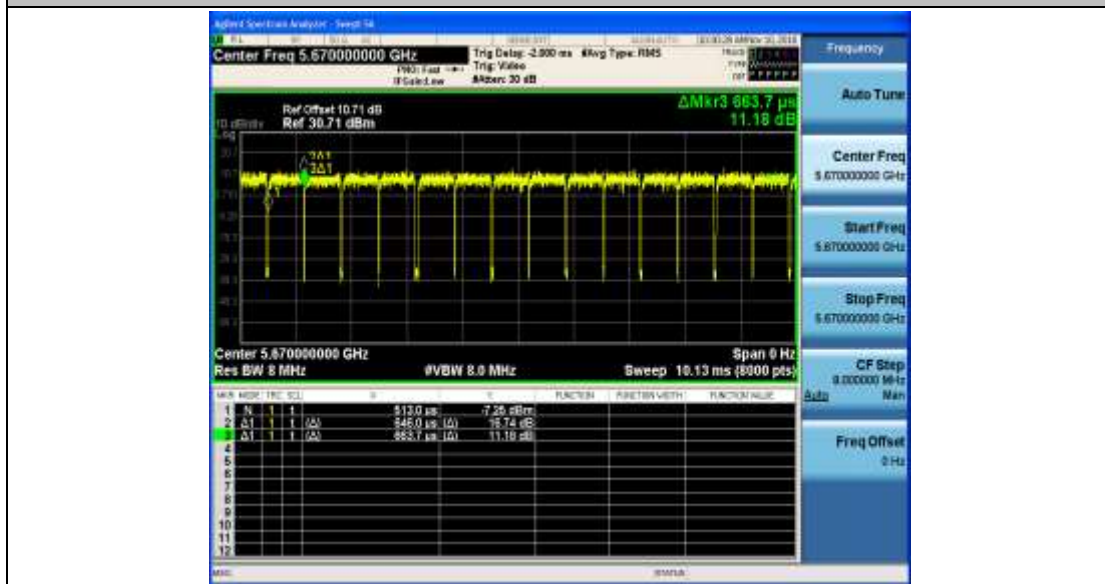 Agilent Spectrum Analyzer - Swept SA
Center Freq 5.670000000 GHz
PNO: Fast
IFGain:Low
Trig Delay: -2.000 ms
Trig: Video
#Atten: 30 dB
#Avg Type: RMS
Ref Offset 10.71 dB
Ref 30.71 dBm
10 dB/div
Log
ΔMkr3 663.7 µs
11.18 dB
2Δ1
3Δ1
1
Center 5.670000000 GHz
Res BW 8 MHz
#VBW 8.0 MHz
Span 0 Hz
Sweep 10.13 ms (8000 pts)
MKR MODE TRC SCL X Y FUNCTION FUNCTION WIDTH FUNCTION VALUE
1 N 1 t 513.0 µs -7.25 dBm
2 Δ1 1 t (Δ) 646.0 µs (Δ) 16.74 dB
3 Δ1 1 t (Δ) 663.7 µs (Δ) 11.18 dB
4
5
6
7
8
9
10
11
12
MSG
STATUS
Frequency
Auto Tune
Center Freq
5.670000000 GHz
Start Freq
5.670000000 GHz
Stop Freq
5.670000000 GHz
CF Step
8.000000 MHz
Auto Man
Freq Offset
0 Hz